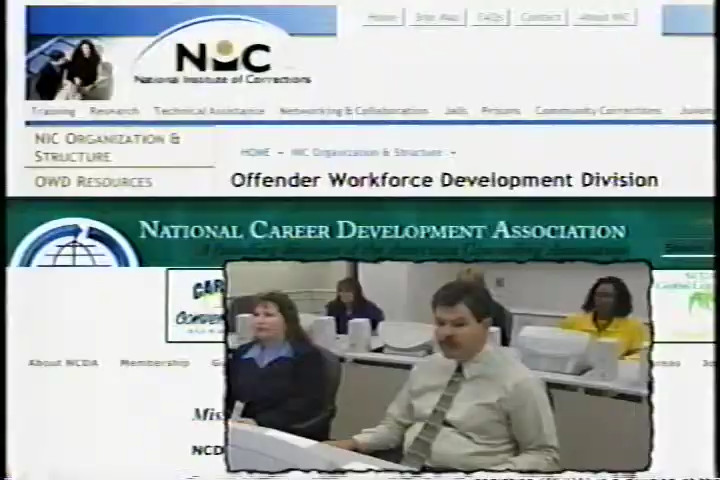 Home Site Map FAQs Contact About NIC
NIC
National Institute of Corrections
Training Research Technical Assistance Networking & Collaboration Jails Prisons Community Corrections
NIC ORGANIZATION &
STRUCTURE
OWD RESOURCES
HOME NIC Organization & Structure
Offender Workforce Development Division
NATIONAL CAREER DEVELOPMENT ASSOCIATION
About NCDA Membership
Mis
NCD